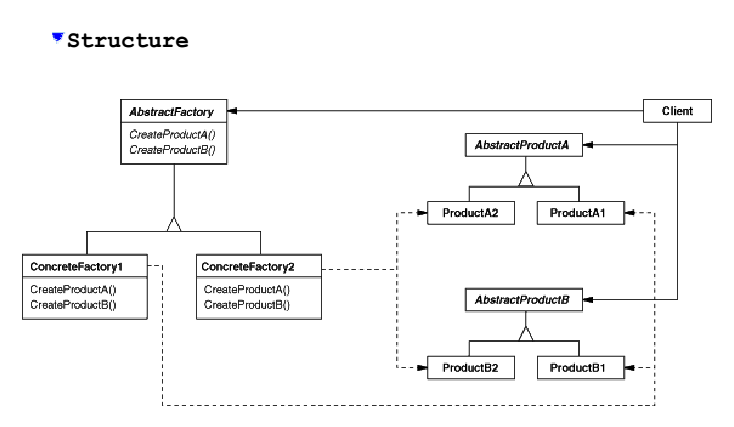 Structure
AbstractFactory
CreateProductA()
CreateProductB()
Client
AbstractProductA
ProductA2
ProductA1
ConcreteFactory1
CreateProductA()
CreateProductB()
ConcreteFactory2
CreateProductA()
CreateProductB()
AbstractProductB
ProductB2
ProductB1